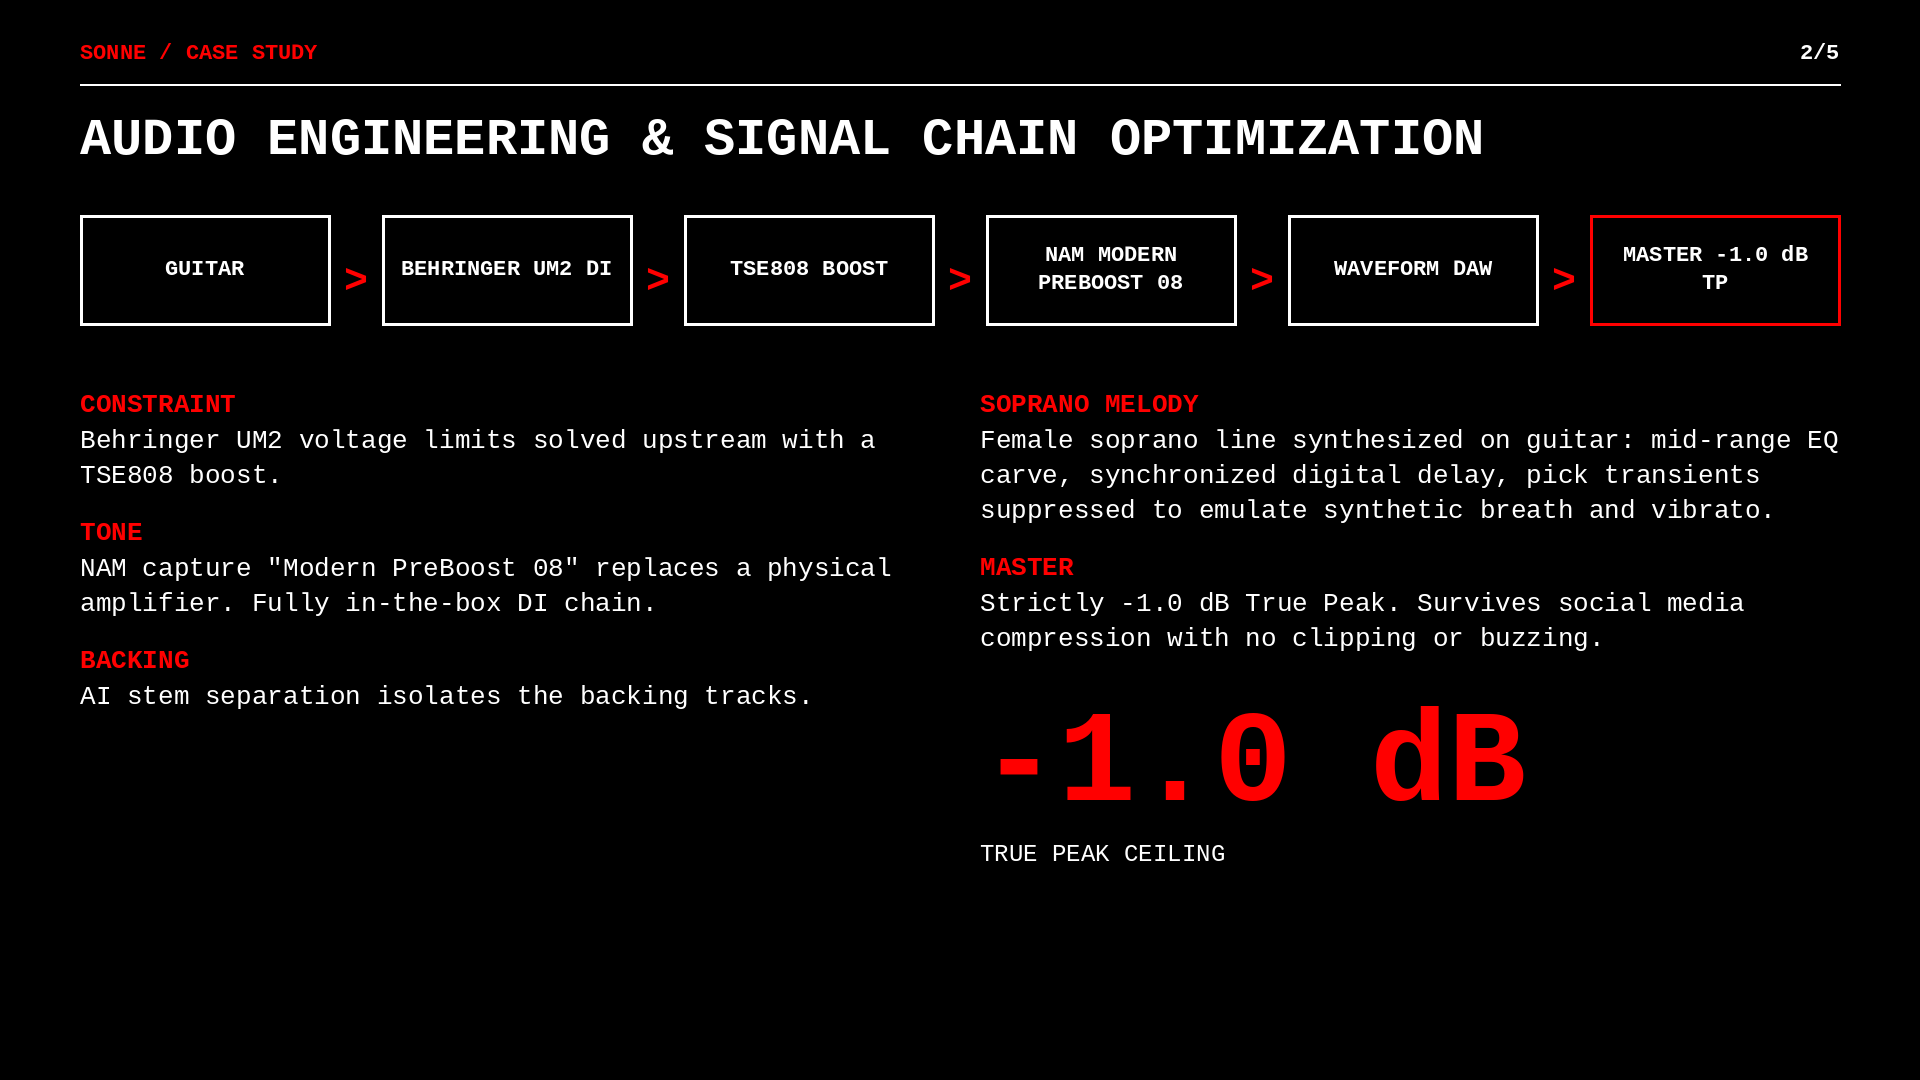 SONNE / CASE STUDY
2/5
AUDIO ENGINEERING & SIGNAL CHAIN OPTIMIZATION
GUITAR
>
BEHRINGER UM2 DI
>
TSE808 BOOST
>
NAM MODERN
PREBOOST 08
>
WAVEFORM DAW
>
MASTER -1.0 dB
TP
CONSTRAINT
Behringer UM2 voltage limits solved upstream with a
TSE808 boost.
TONE
NAM capture "Modern PreBoost 08" replaces a physical
amplifier. Fully in-the-box DI chain.
BACKING
AI stem separation isolates the backing tracks.
SOPRANO MELODY
Female soprano line synthesized on guitar: mid-range EQ
carve, synchronized digital delay, pick transients
suppressed to emulate synthetic breath and vibrato.
MASTER
Strictly -1.0 dB True Peak. Survives social media
compression with no clipping or buzzing.
-1.0 dB
TRUE PEAK CEILING